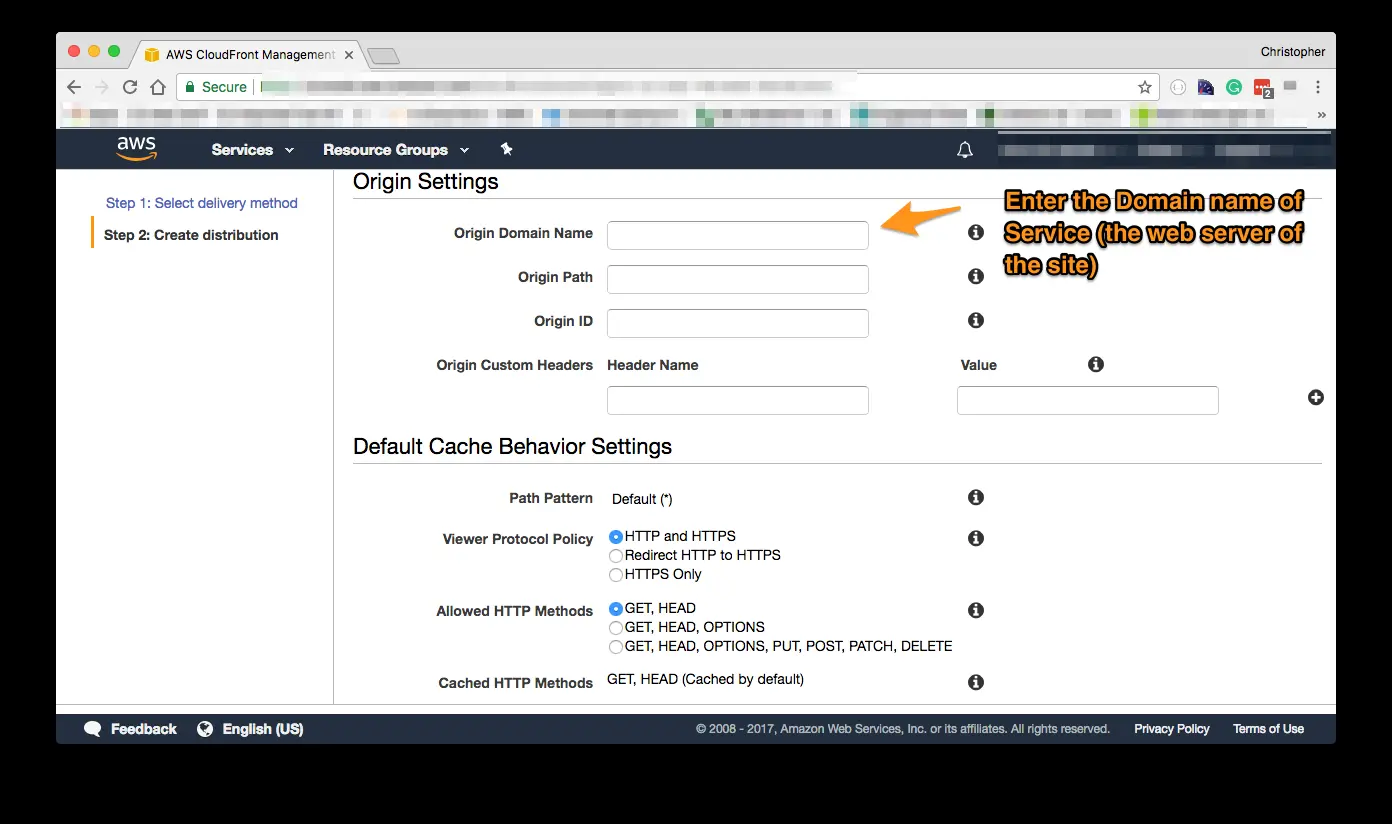 AWS CloudFront Management
Christopher
Secure
aws
Services
Resource Groups
Step 1: Select delivery method
Step 2: Create distribution
Origin Settings
Enter the Domain name of
Service (the web server of
the site)
Origin Domain Name
Origin Path
Origin ID
Origin Custom Headers
Header Name
Value
Default Cache Behavior Settings
Path Pattern
Default (*)
Viewer Protocol Policy
HTTP and HTTPS
Redirect HTTP to HTTPS
HTTPS Only
Allowed HTTP Methods
GET, HEAD
GET, HEAD, OPTIONS
GET, HEAD, OPTIONS, PUT, POST, PATCH, DELETE
Cached HTTP Methods
GET, HEAD (Cached by default)
Feedback
English (US)
© 2008 - 2017, Amazon Web Services, Inc. or its affiliates. All rights reserved.
Privacy Policy
Terms of Use